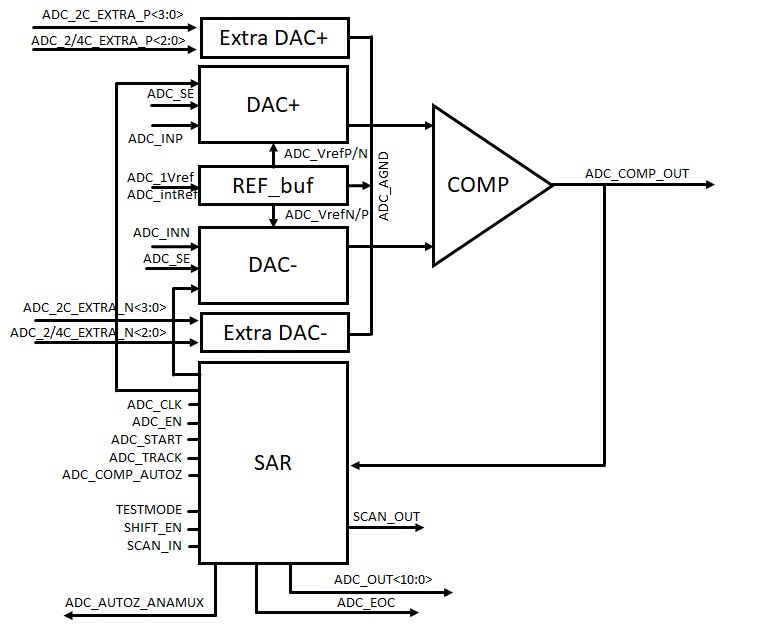 ADC_2C_EXTRA_P<3:0>
ADC_2/4C_EXTRA_P<2:0>
Extra DAC+
ADC_SE
DAC+
ADC_INP
ADC_VrefP/N
ADC_1Vref
ADC_intRef
REF_buf
ADC_AGND
COMP
ADC_COMP_OUT
ADC_VrefN/P
ADC_INN
ADC_SE
DAC-
ADC_2C_EXTRA_N<3:0>
ADC_2/4C_EXTRA_N<2:0>
Extra DAC-
ADC_CLK
ADC_EN
ADC_START
ADC_TRACK
ADC_COMP_AUTOZ
SAR
TESTMODE
SHIFT_EN
SCAN_IN
SCAN_OUT
ADC_OUT<10:0>
ADC_AUTOZ_ANAMUX
ADC_EOC